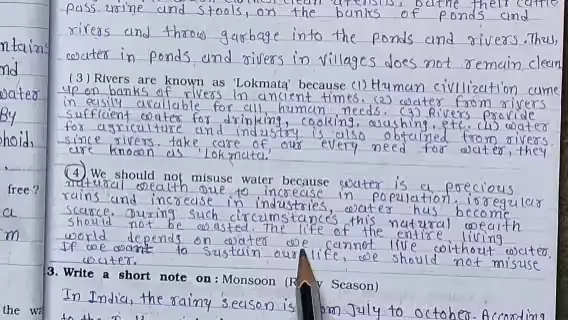 pass urine and stools, on the banks of ponds and
rivers and throw garbage into the ponds and rivers. Thus,
water in ponds and rivers in villages does not remain clean
(3) Rivers are known as 'Lokmata' because (1) Human civilization came
up on banks of rivers in ancient times. (2) water from rivers
is easily available for all human needs. (3) Rivers provide
sufficient water for drinking, cooking, washing, etc. (4) water
for agriculture and industry is also obtained from rivers.
since rivers take care of our every need for water, they
are known as 'Lokmata'.
(4) We should not misuse water because water is a precious
natural wealth Due to increase in population, irregular
rains and increase in industries, water has become
scarce. During such circumstances this natural wealth
should not be wasted. The life of the entire living
world depends on water we cannot live without water.
If we want to sustain our life, we should not misuse
water.
3. Write a short note on : Monsoon ( Season)
In India, the rainy season is July to october. According
ntains
nd
water
By
hoid,
free?
a
m
the wa